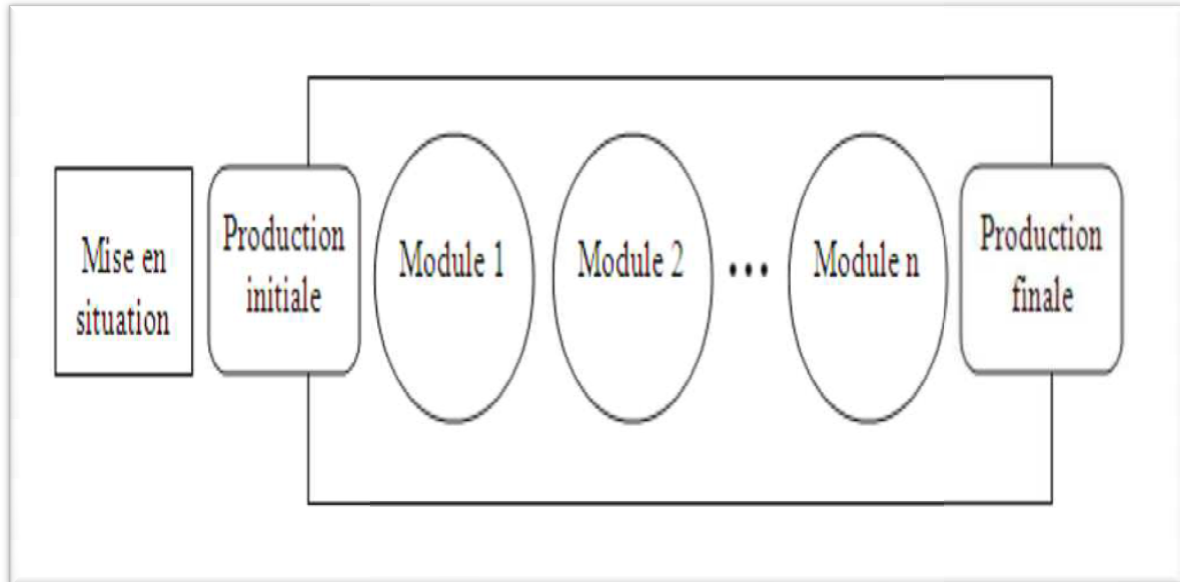 Mise en
situation
Production
initiale
Module 1
Module 2
...
Module n
Production
finale